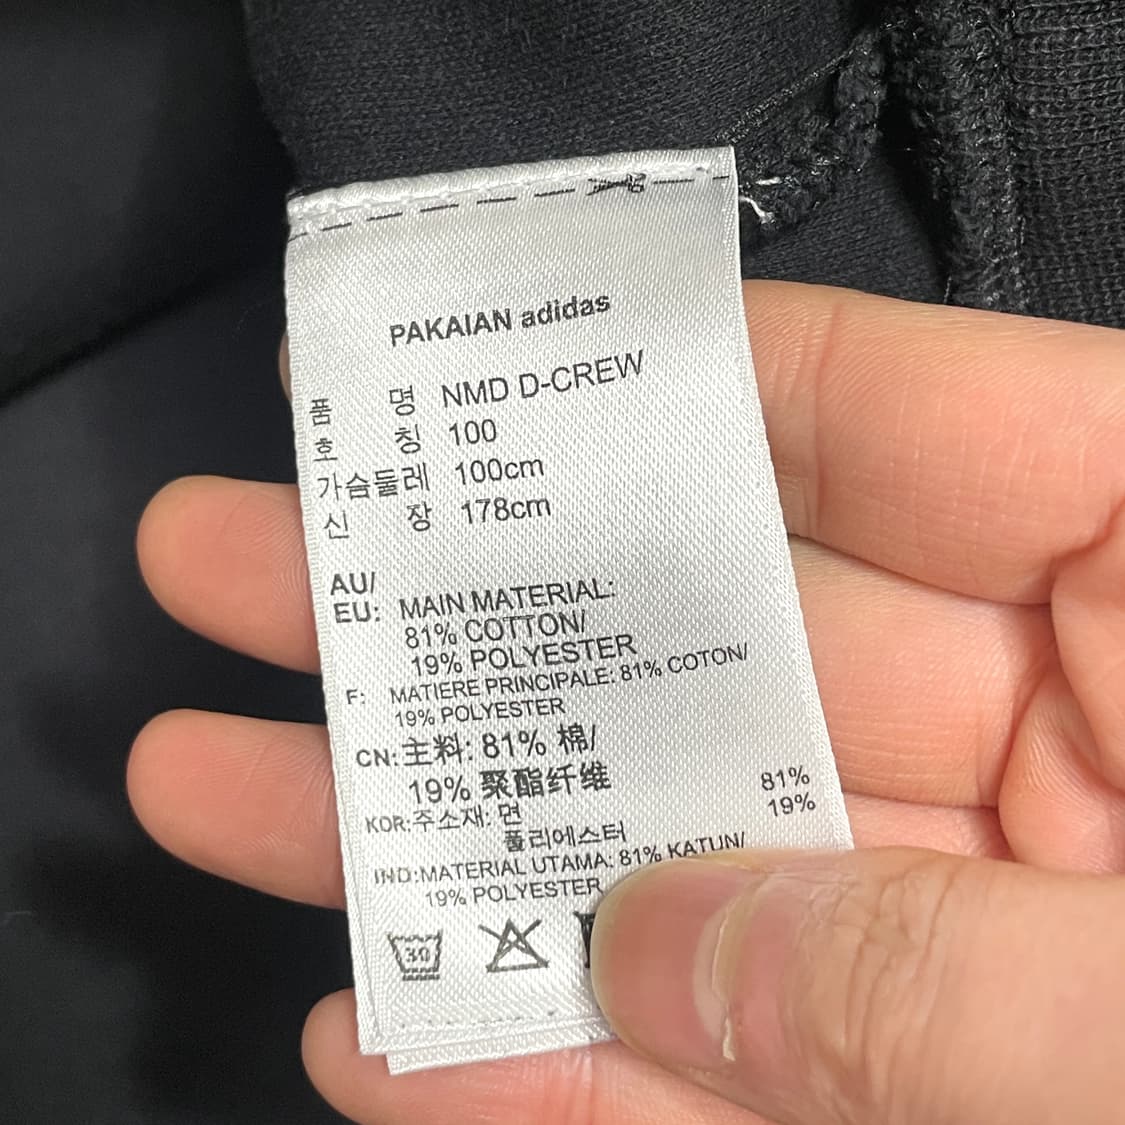 PAKAIAN adidas
품 명 NMD D-CREW
호 칭 100
가슴둘레 100cm
신 장 178cm
AU/
EU: MAIN MATERIAL:
81% COTTON/
19% POLYESTER
F: MATIERE PRINCIPALE: 81% COTON/
19% POLYESTER
CN: 主料: 81% 棉/
19% 聚酯纤维
KOR: 주소재: 면 81%
폴리에스터 19%
IND: MATERIAL UTAMA: 81% KATUN/
19% POLYESTER
30